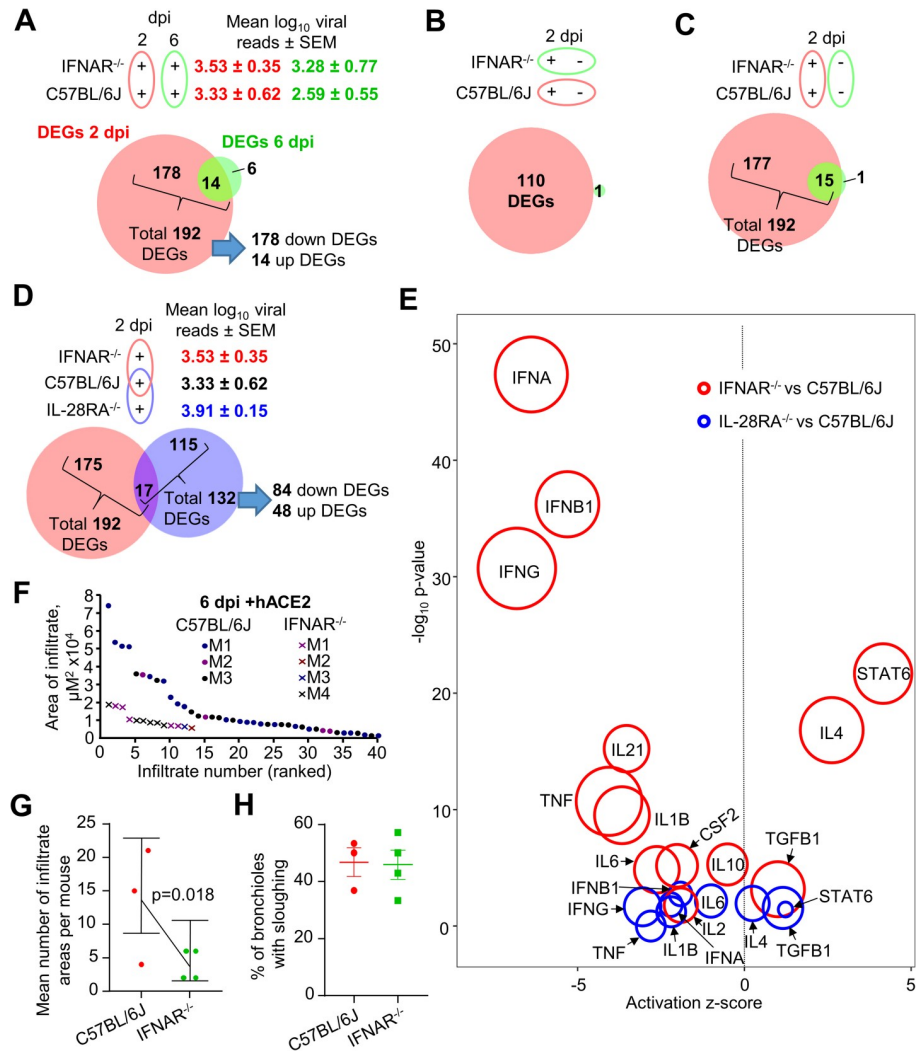 A
dpi
2 6
Mean log10 viral
reads ± SEM
IFNAR-/- + + 3.53 ± 0.35 3.28 ± 0.77
C57BL/6J + + 3.33 ± 0.62 2.59 ± 0.55
DEGs 2 dpi
DEGs 6 dpi
178
14
6
Total 192
DEGs
178 down DEGs
14 up DEGs
B
2 dpi
IFNAR-/- + -
C57BL/6J + -
110
DEGs
1
C
2 dpi
IFNAR-/- + -
C57BL/6J + -
177
15
1
Total 192
DEGs
D
2 dpi
Mean log10 viral
reads ± SEM
IFNAR-/- + 3.53 ± 0.35
C57BL/6J + 3.33 ± 0.62
IL-28RA-/- + 3.91 ± 0.15
175
115
17
Total 132
DEGs
Total 192
DEGs
84 down DEGs
48 up DEGs
E
-log10 p-value
50
40
30
20
10
0
-5 0 5
Activation z-score
IFNAR-/- vs C57BL/6J
IL-28RA-/- vs C57BL/6J
IFNA
IFNB1
IFNG
STAT6
IL4
IL21
TNF
IL1B
CSF2
IL6
IL10
TGFB1
IFNB1
IFNG
IL6
STAT6
TNF
IL1B
IL2
IFNA
IL4
TGFB1
F
6 dpi +hACE2
C57BL/6J IFNAR-/-
M1 M1
M2 M2
M3 M3
M4
Area of infiltrate,
µM2 x104
8
7
6
5
4
3
2
1
0
0 5 10 15 20 25 30 35 40
Infiltrate number (ranked)
G
Mean number of infiltrate
areas per mouse
25
20
15
10
5
0
p=0.018
C57BL/6J
IFNAR-/-
H
% of bronchioles
with sloughing
60
40
20
0
C57BL/6J
IFNAR-/-